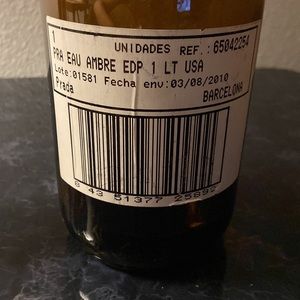 1 UNIDADES REF.:65042254
PRA EAU AMBRE EDP 1 LT USA
Lote:01581 Fecha env:03/08/2010
Prada BARCELONA
8 43 51377 25892